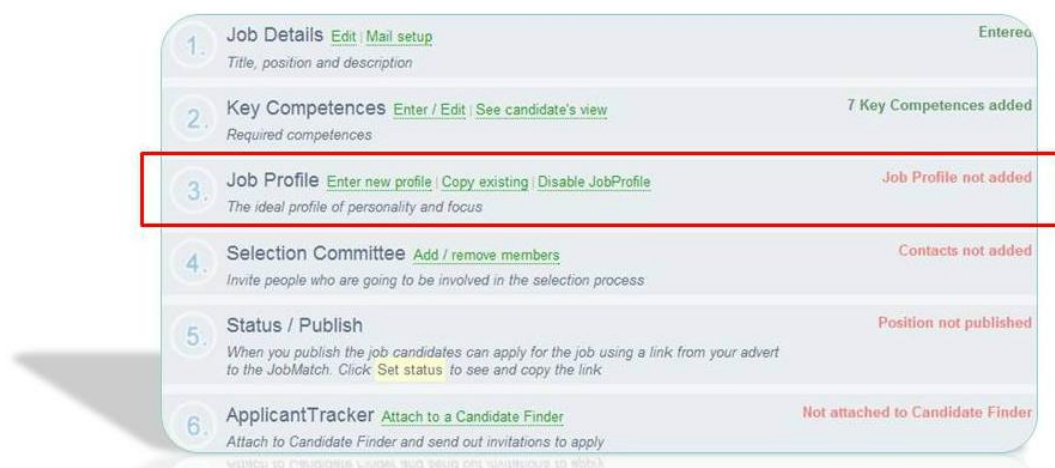 1. Job Details Edit | Mail setup Entered
Title, position and description
2. Key Competences Enter / Edit | See candidate's view 7 Key Competences added
Required competences
3. Job Profile Enter new profile | Copy existing | Disable JobProfile Job Profile not added
The ideal profile of personality and focus
4. Selection Committee Add / remove members Contacts not added
Invite people who are going to be involved in the selection process
5. Status / Publish Position not published
When you publish the job candidates can apply for the job using a link from your advert
to the JobMatch. Click Set status to see and copy the link
6. ApplicantTracker Attach to a Candidate Finder Not attached to Candidate Finder
Attach to Candidate Finder and send out invitations to apply